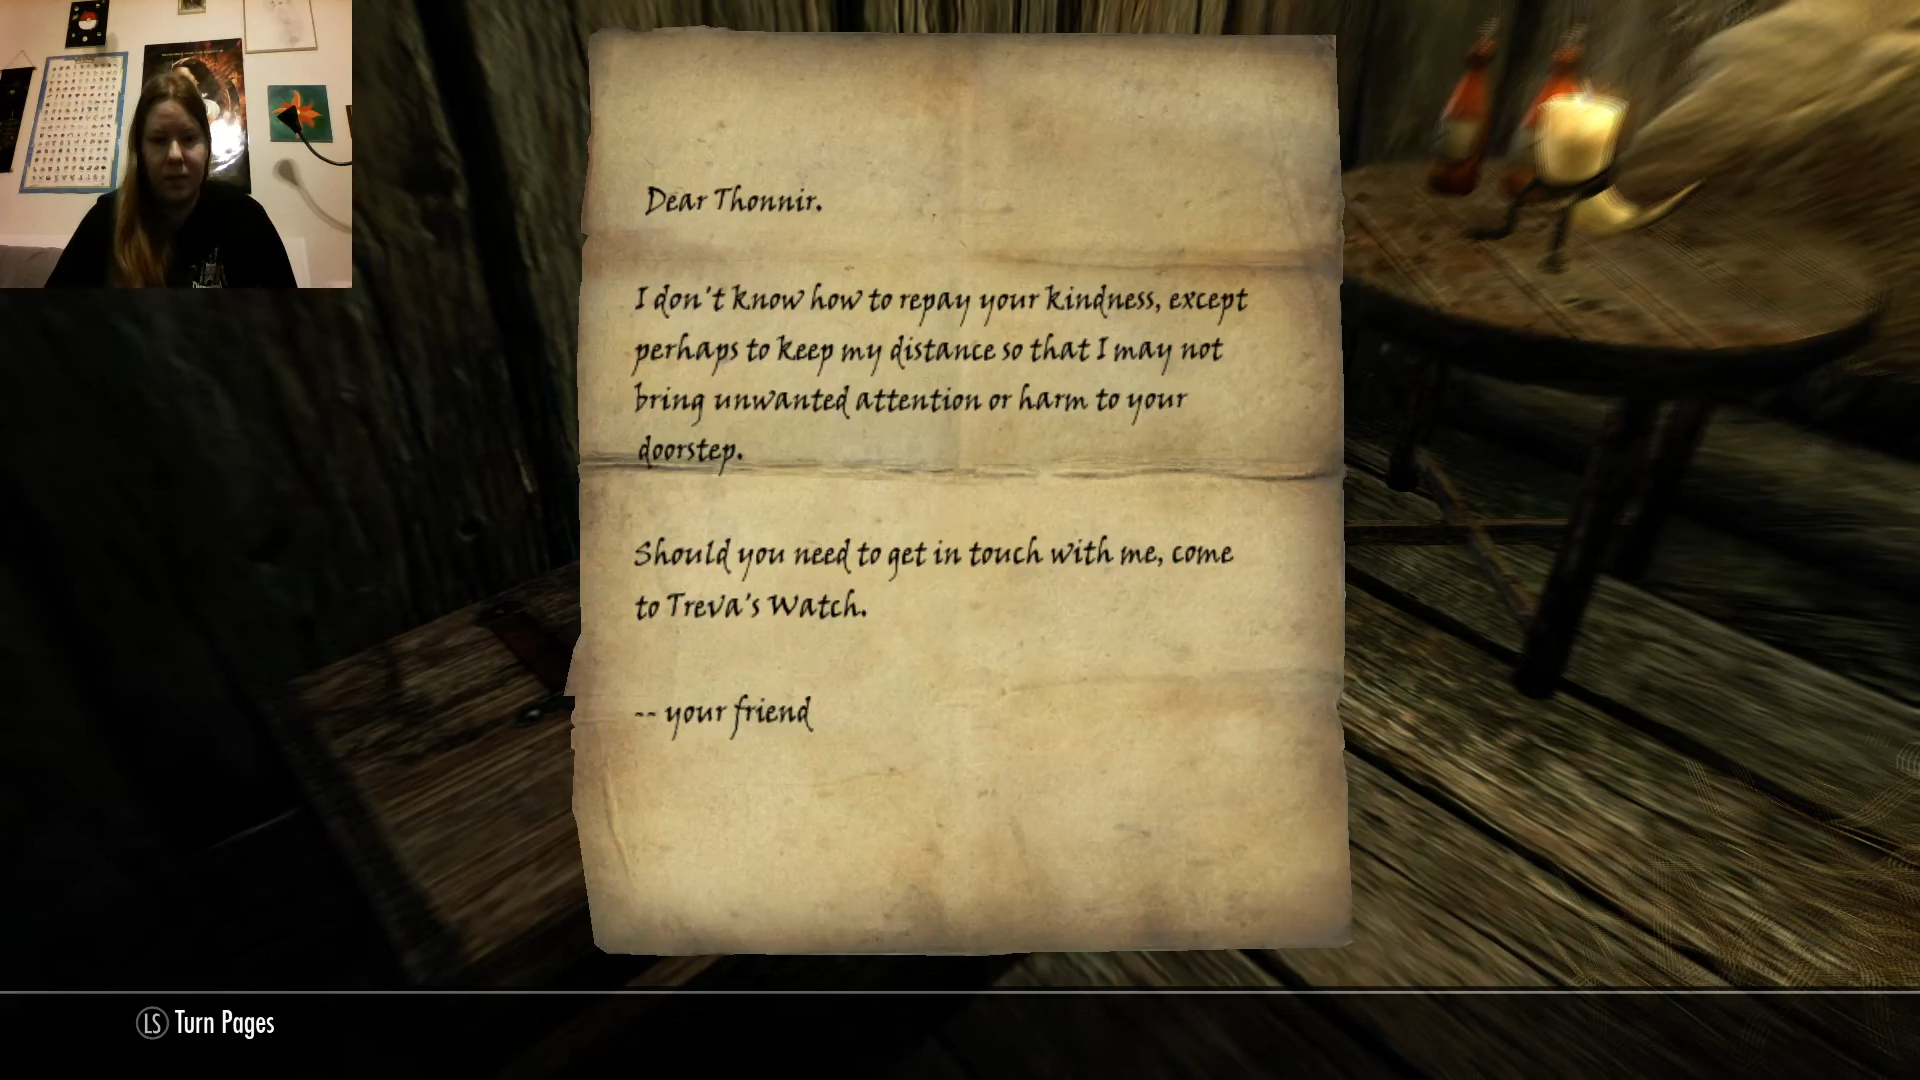 Dear Thonnir.
I don't know how to repay your kindness, except
perhaps to keep my distance so that I may not
bring unwanted attention or harm to your
doorstep.
Should you need to get in touch with me, come
to Treva's Watch.
-- your friend
LS Turn Pages